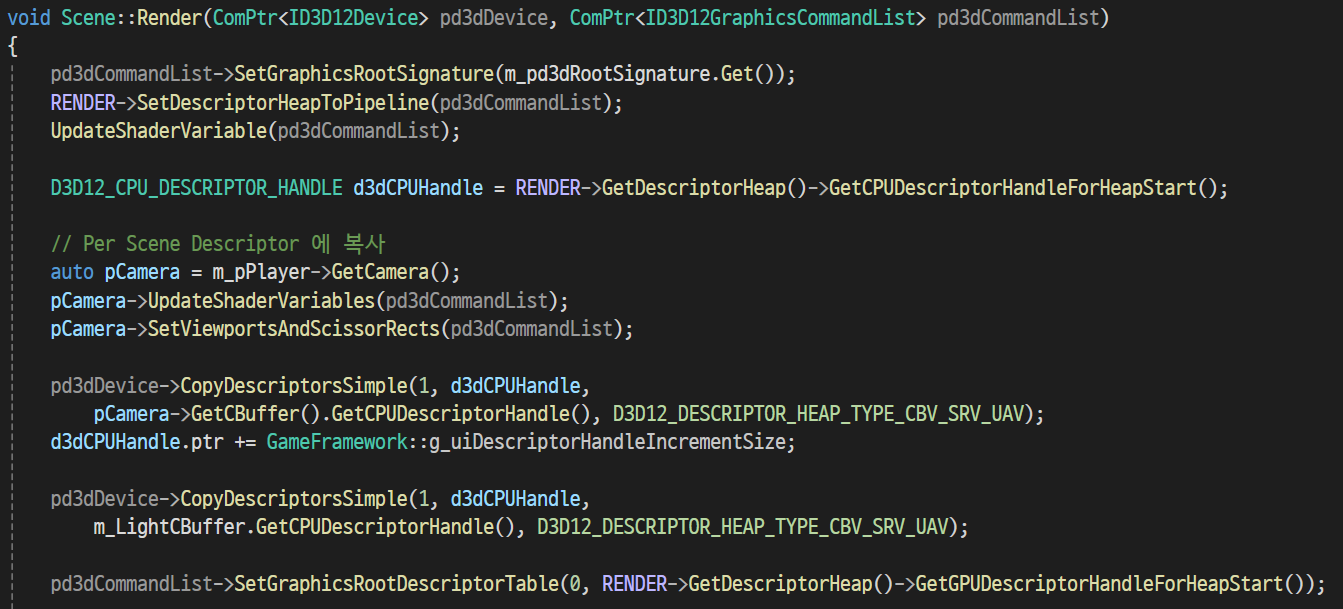 void Scene::Render(ComPtr<ID3D12Device> pd3dDevice, ComPtr<ID3D12GraphicsCommandList> pd3dCommandList)
{
    pd3dCommandList->SetGraphicsRootSignature(m_pd3dRootSignature.Get());
    RENDER->SetDescriptorHeapToPipeline(pd3dCommandList);
    UpdateShaderVariable(pd3dCommandList);

    D3D12_CPU_DESCRIPTOR_HANDLE d3dCPUHandle = RENDER->GetDescriptorHeap()->GetCPUDescriptorHandleForHeapStart();

    // Per Scene Descriptor 에 복사
    auto pCamera = m_pPlayer->GetCamera();
    pCamera->UpdateShaderVariables(pd3dCommandList);
    pCamera->SetViewportsAndScissorRects(pd3dCommandList);

    pd3dDevice->CopyDescriptorsSimple(1, d3dCPUHandle,
        pCamera->GetCBuffer().GetCPUDescriptorHandle(), D3D12_DESCRIPTOR_HEAP_TYPE_CBV_SRV_UAV);
    d3dCPUHandle.ptr += GameFramework::g_uiDescriptorHandleIncrementSize;

    pd3dDevice->CopyDescriptorsSimple(1, d3dCPUHandle,
        m_LightCBuffer.GetCPUDescriptorHandle(), D3D12_DESCRIPTOR_HEAP_TYPE_CBV_SRV_UAV);

    pd3dCommandList->SetGraphicsRootDescriptorTable(0, RENDER->GetDescriptorHeap()->GetGPUDescriptorHandleForHeapStart());